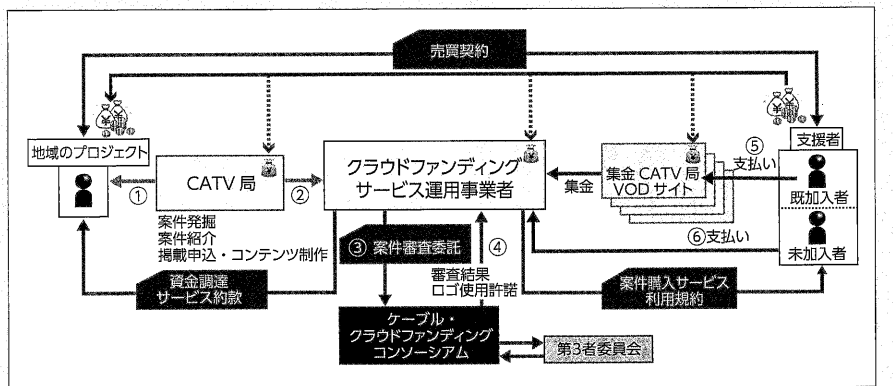 売買契約
地域のプロジェクト
①
CATV局
案件発掘
案件紹介
掲載申込・コンテンツ制作
②
クラウドファンディング
サービス運用事業者
集金
集金CATV局
VODサイト
⑤
支払い
支援者
既加入者
未加入者
⑥支払い
③ 案件審査委託
④
審査結果
ロゴ使用許諾
資金調達
サービス約款
案件購入サービス
利用規約
ケーブル・
クラウドファンディング
コンソーシアム
第3者委員会